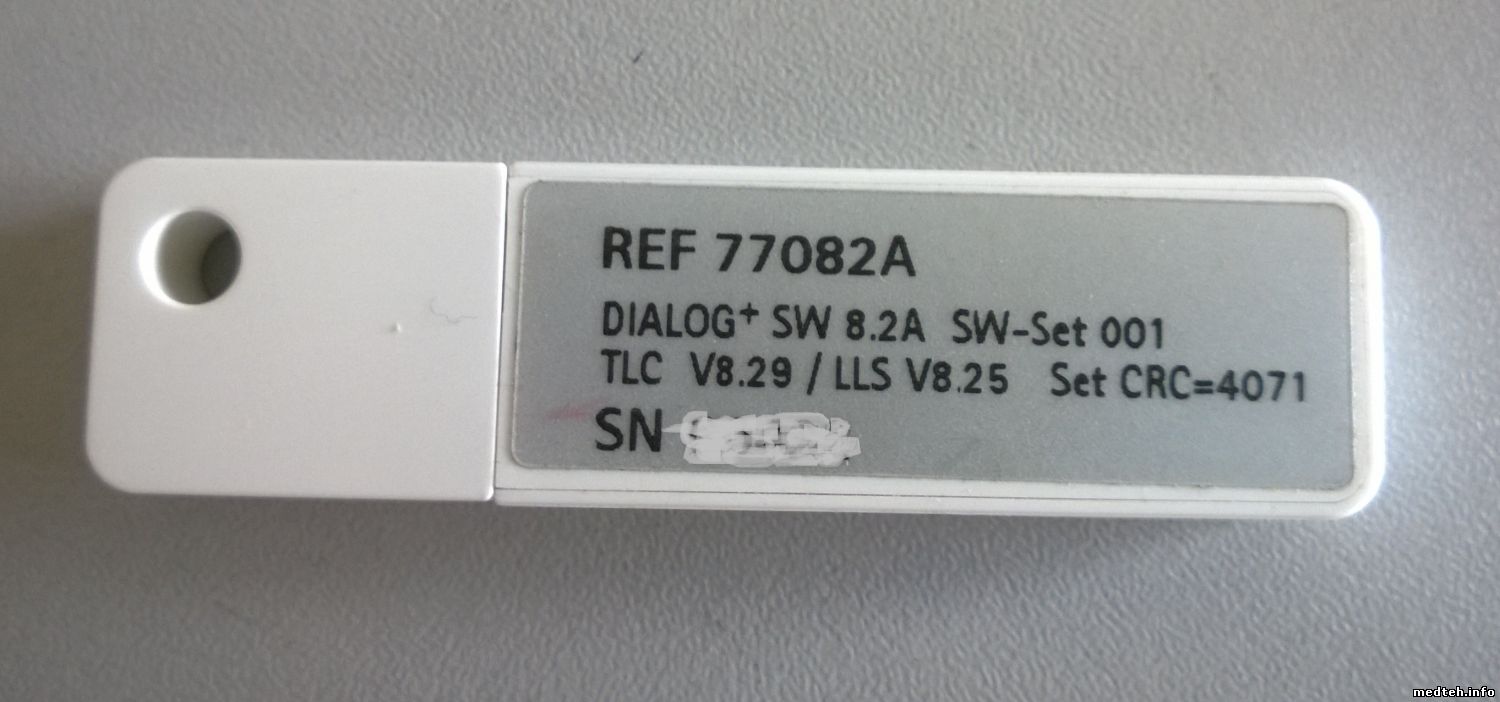 REF 77082A
DIALOG+ SW 8.2A SW-Set 001
TLC V8.29 / LLS V8.25 Set CRC=4071
SN
medteh.info